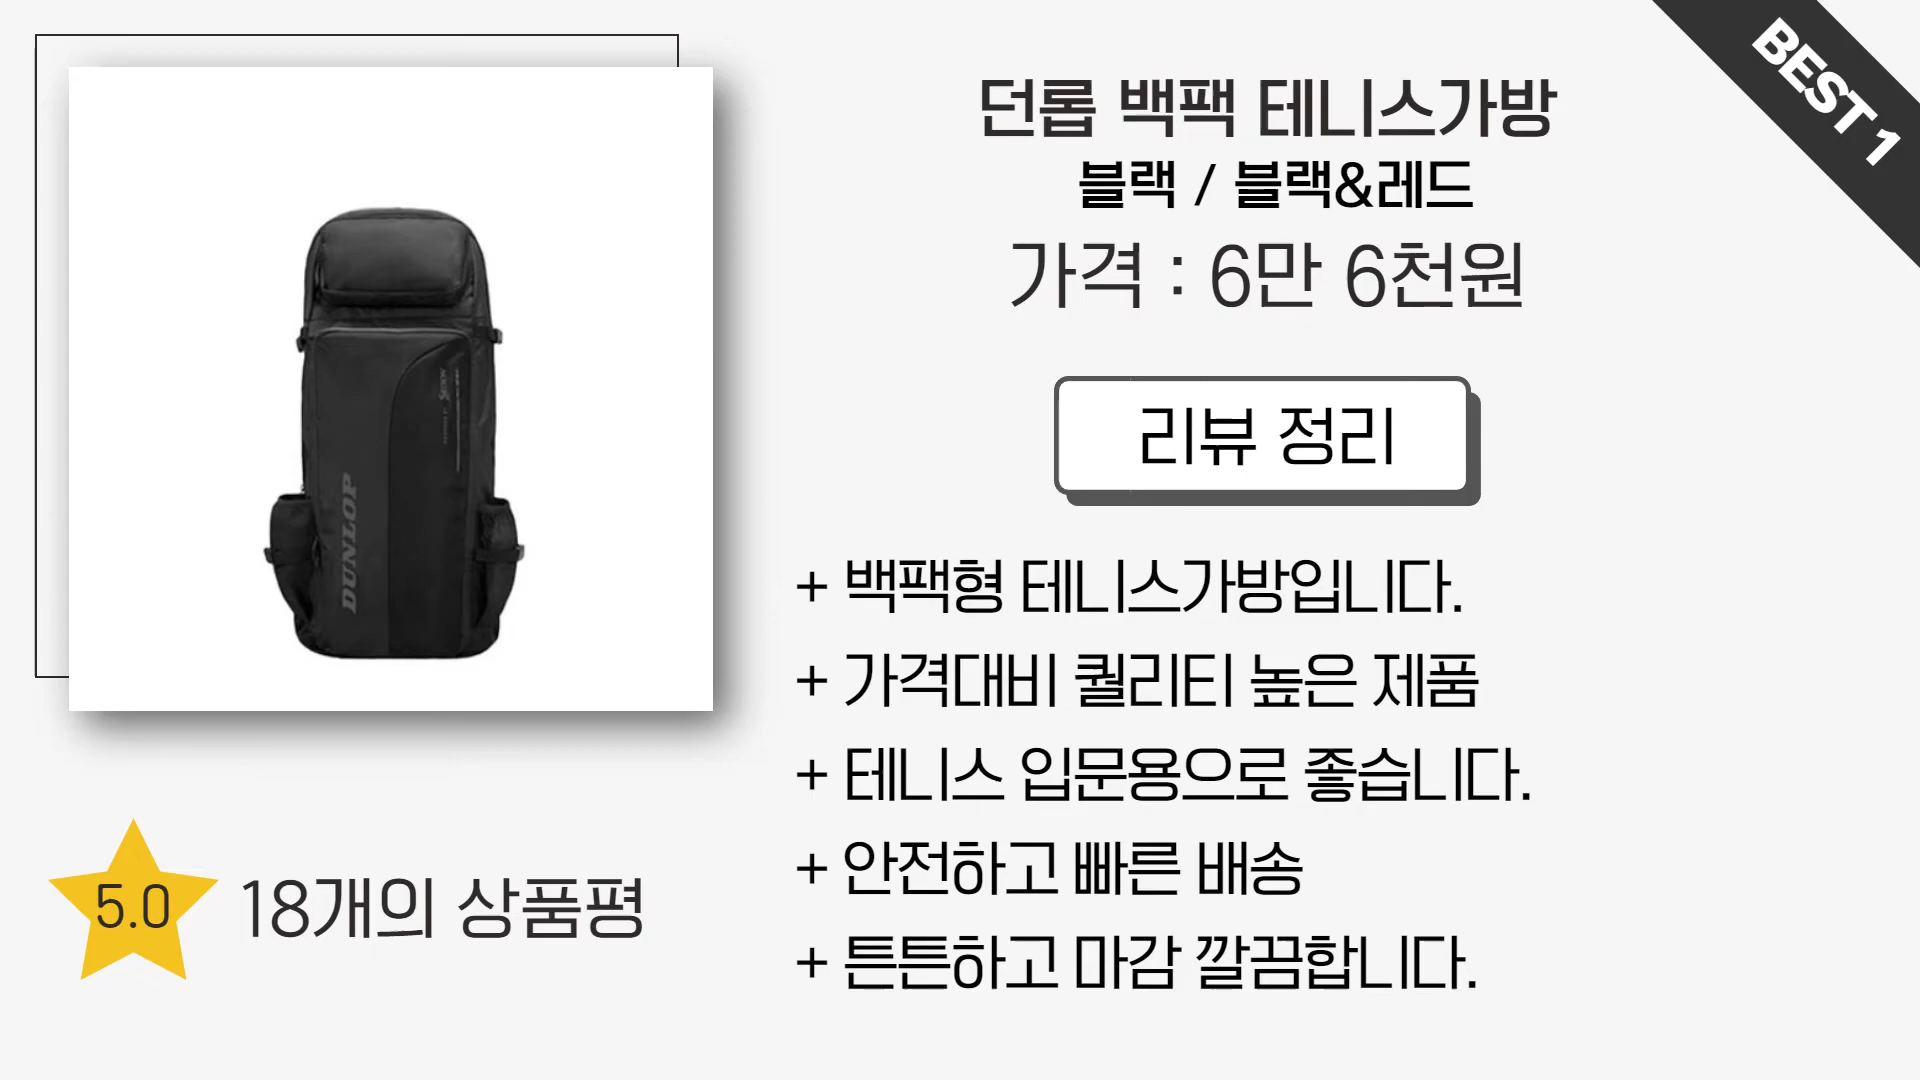 BEST 1
던롭 백팩 테니스가방
블랙 / 블랙&레드
가격 : 6만 6천원
리뷰 정리
+ 백팩형 테니스가방입니다.
+ 가격대비 퀄리티 높은 제품
+ 테니스 입문용으로 좋습니다.
+ 안전하고 빠른 배송
+ 튼튼하고 마감 깔끔합니다.
DUNLOP
SRIXON
5.0
18개의 상품평